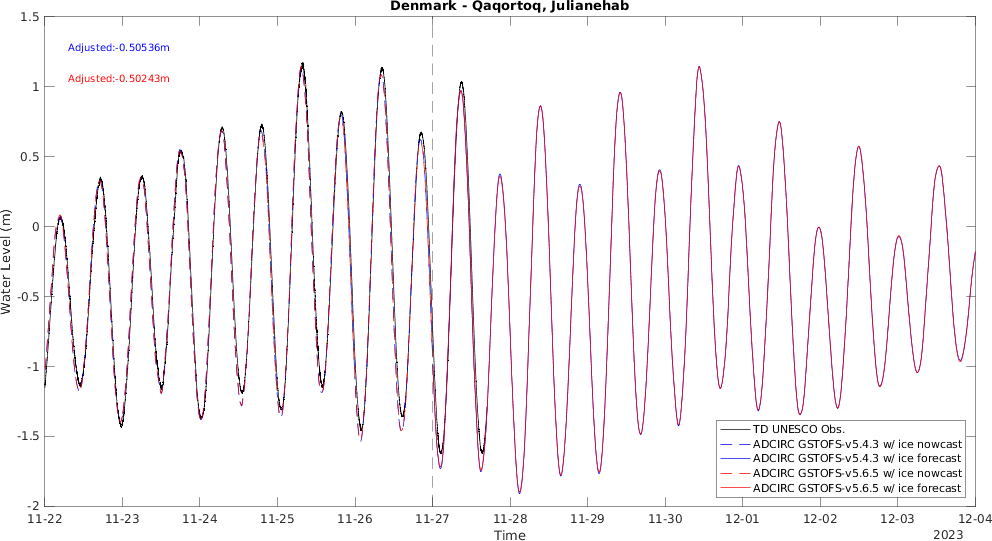 Denmark - Qaqortoq, Julianehab
Adjusted:-0.50536m
Adjusted:-0.50243m
Water Level (m)
1.5
1
0.5
0
-0.5
-1
-1.5
-2
TD UNESCO Obs.
ADCIRC GSTOFS-v5.4.3 w/ ice nowcast
ADCIRC GSTOFS-v5.4.3 w/ ice forecast
ADCIRC GSTOFS-v5.6.5 w/ ice nowcast
ADCIRC GSTOFS-v5.6.5 w/ ice forecast
11-22 11-23 11-24 11-25 11-26 11-27 11-28 11-29 11-30 12-01 12-02 12-03 12-04
Time
2023